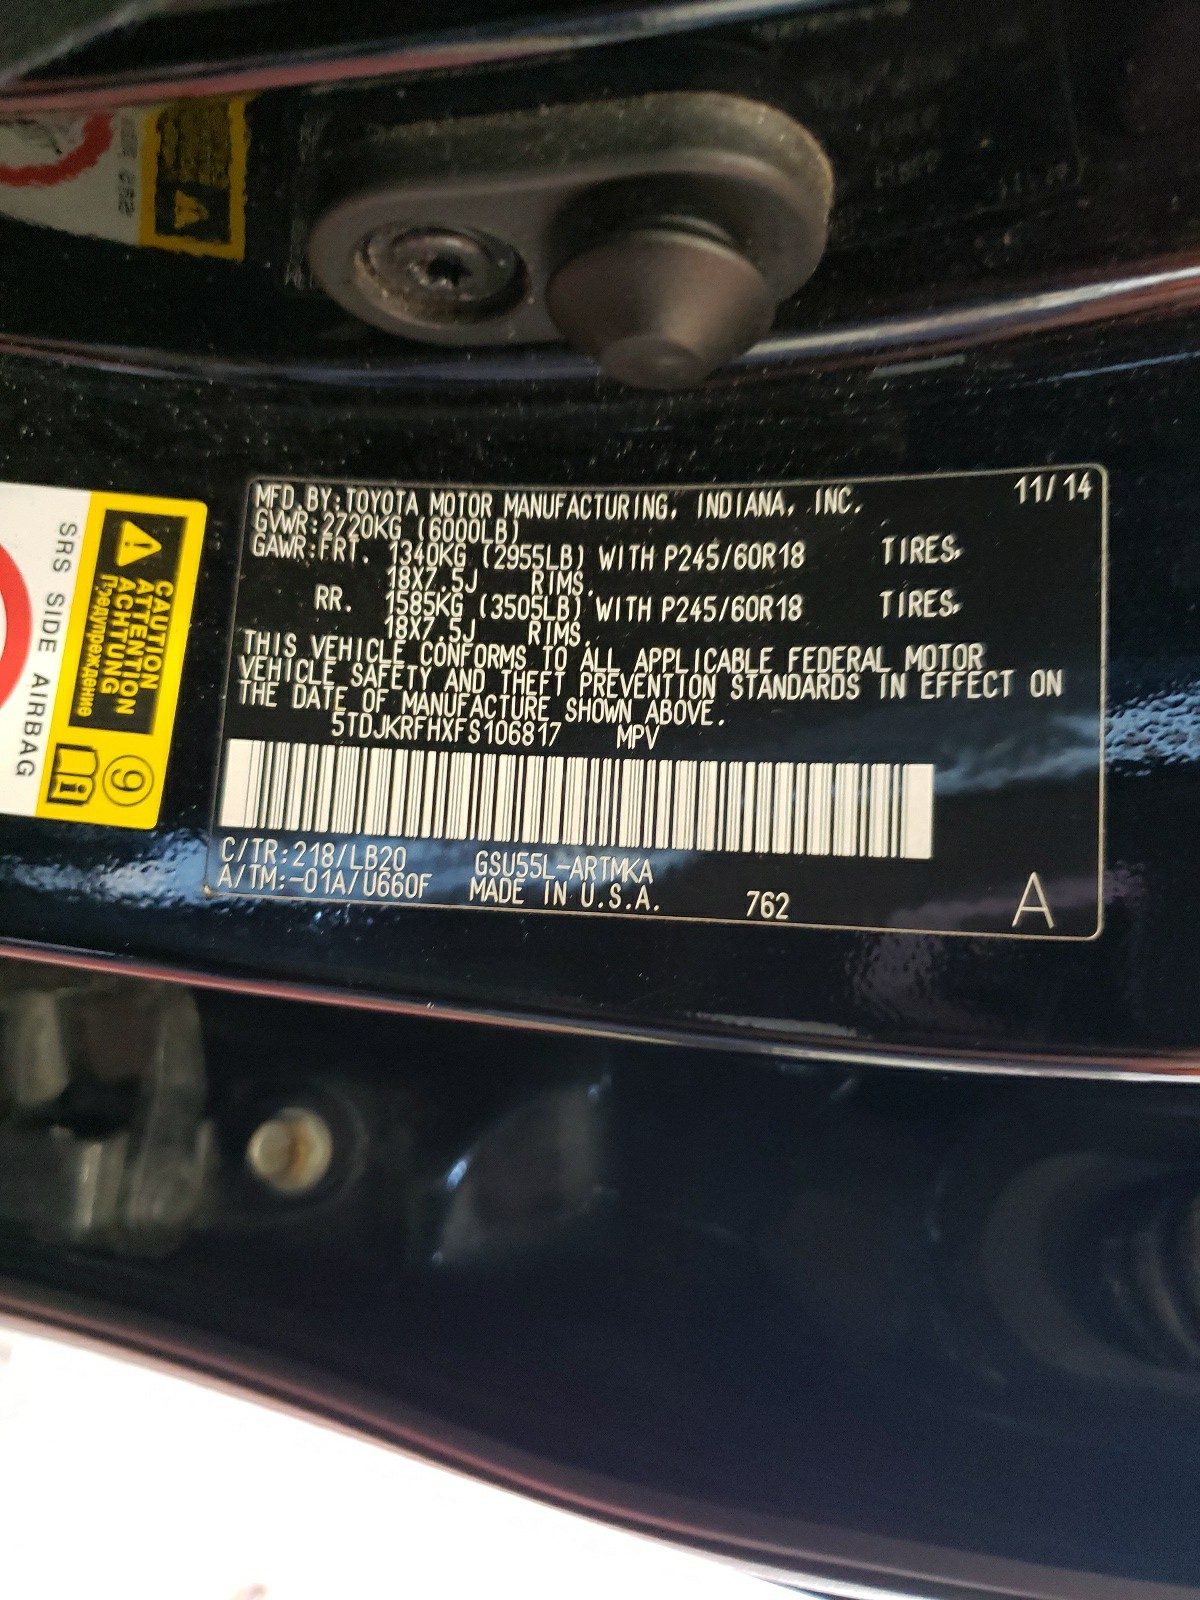 MFD. BY: TOYOTA MOTOR MANUFACTURING, INDIANA, INC. 11/14
GVWR: 2720KG (6000LB)
GAWR: FRT. 1340KG (2955LB) WITH P245/60R18 TIRES,
18X7.5J RIMS.
RR. 1585KG (3505LB) WITH P245/60R18 TIRES,
18X7.5J RIMS.
THIS VEHICLE CONFORMS TO ALL APPLICABLE FEDERAL MOTOR
VEHICLE SAFETY AND THEFT PREVENTION STANDARDS IN EFFECT ON
THE DATE OF MANUFACTURE SHOWN ABOVE.
5TDJKRFHXFS106817 MPV
C/TR: 218/LB20 GSU55L-ARTMKA
A/TM: -01A/U660F MADE IN U.S.A. 762 A
CAUTION
ATTENTION
ACHTUNG
Предупреждение
9
i
SRS SIDE AIRBAG